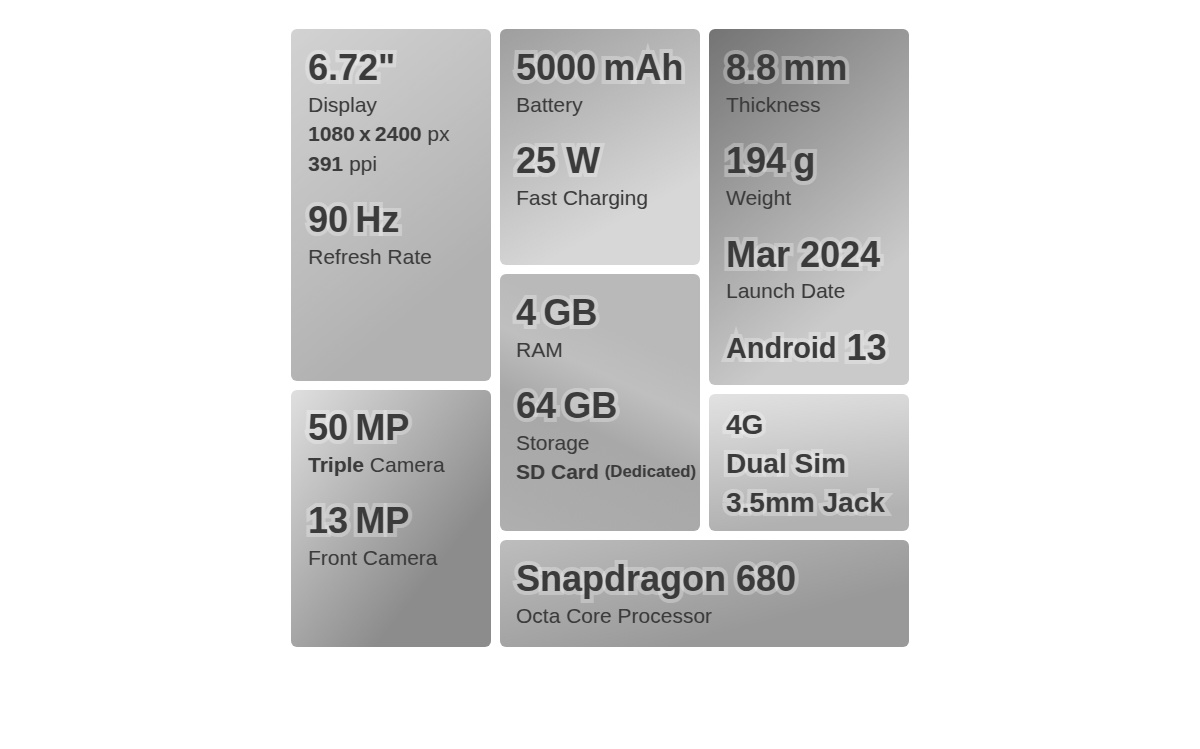 6.72"
Display
1080 x 2400 px
391 ppi
90 Hz
Refresh Rate
50 MP
Triple Camera
13 MP
Front Camera
5000 mAh
Battery
25 W
Fast Charging
4 GB
RAM
64 GB
Storage
SD Card (Dedicated)
8.8 mm
Thickness
194 g
Weight
Mar 2024
Launch Date
Android 13
4G
Dual Sim
3.5mm Jack
Snapdragon 680
Octa Core Processor